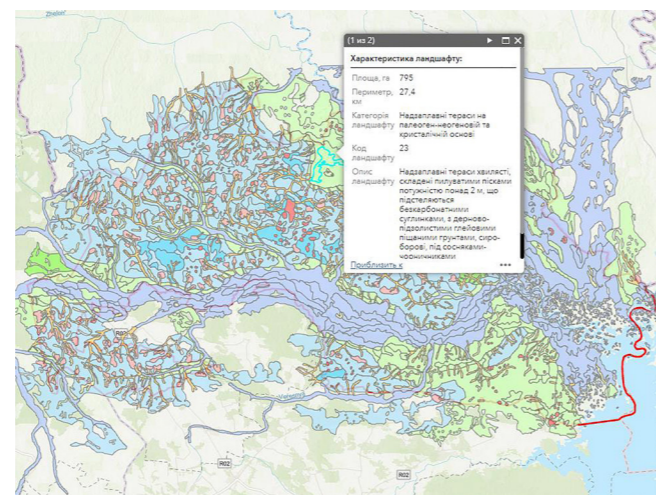 (1 из 2)
Характеристика ландшафту:
Площа, га 795
Периметр, 27,4
км
Категорія Надзаплавні тераси на
ландшафту палеоген-неогеновій та
кристалічній основі
Код 23
ландшафту
Опис Надзаплавні тераси хвилясті,
ландшафту складені пилуватими пісками
потужністю понад 2 м, що
підстеляються
безкарбонатними
суглинками, з дерново-
підзолистими глейовими
піщаними грунтами, сиро-
борові, під сосняками-
чорничниками
Приблизить к
R02
R02
R02